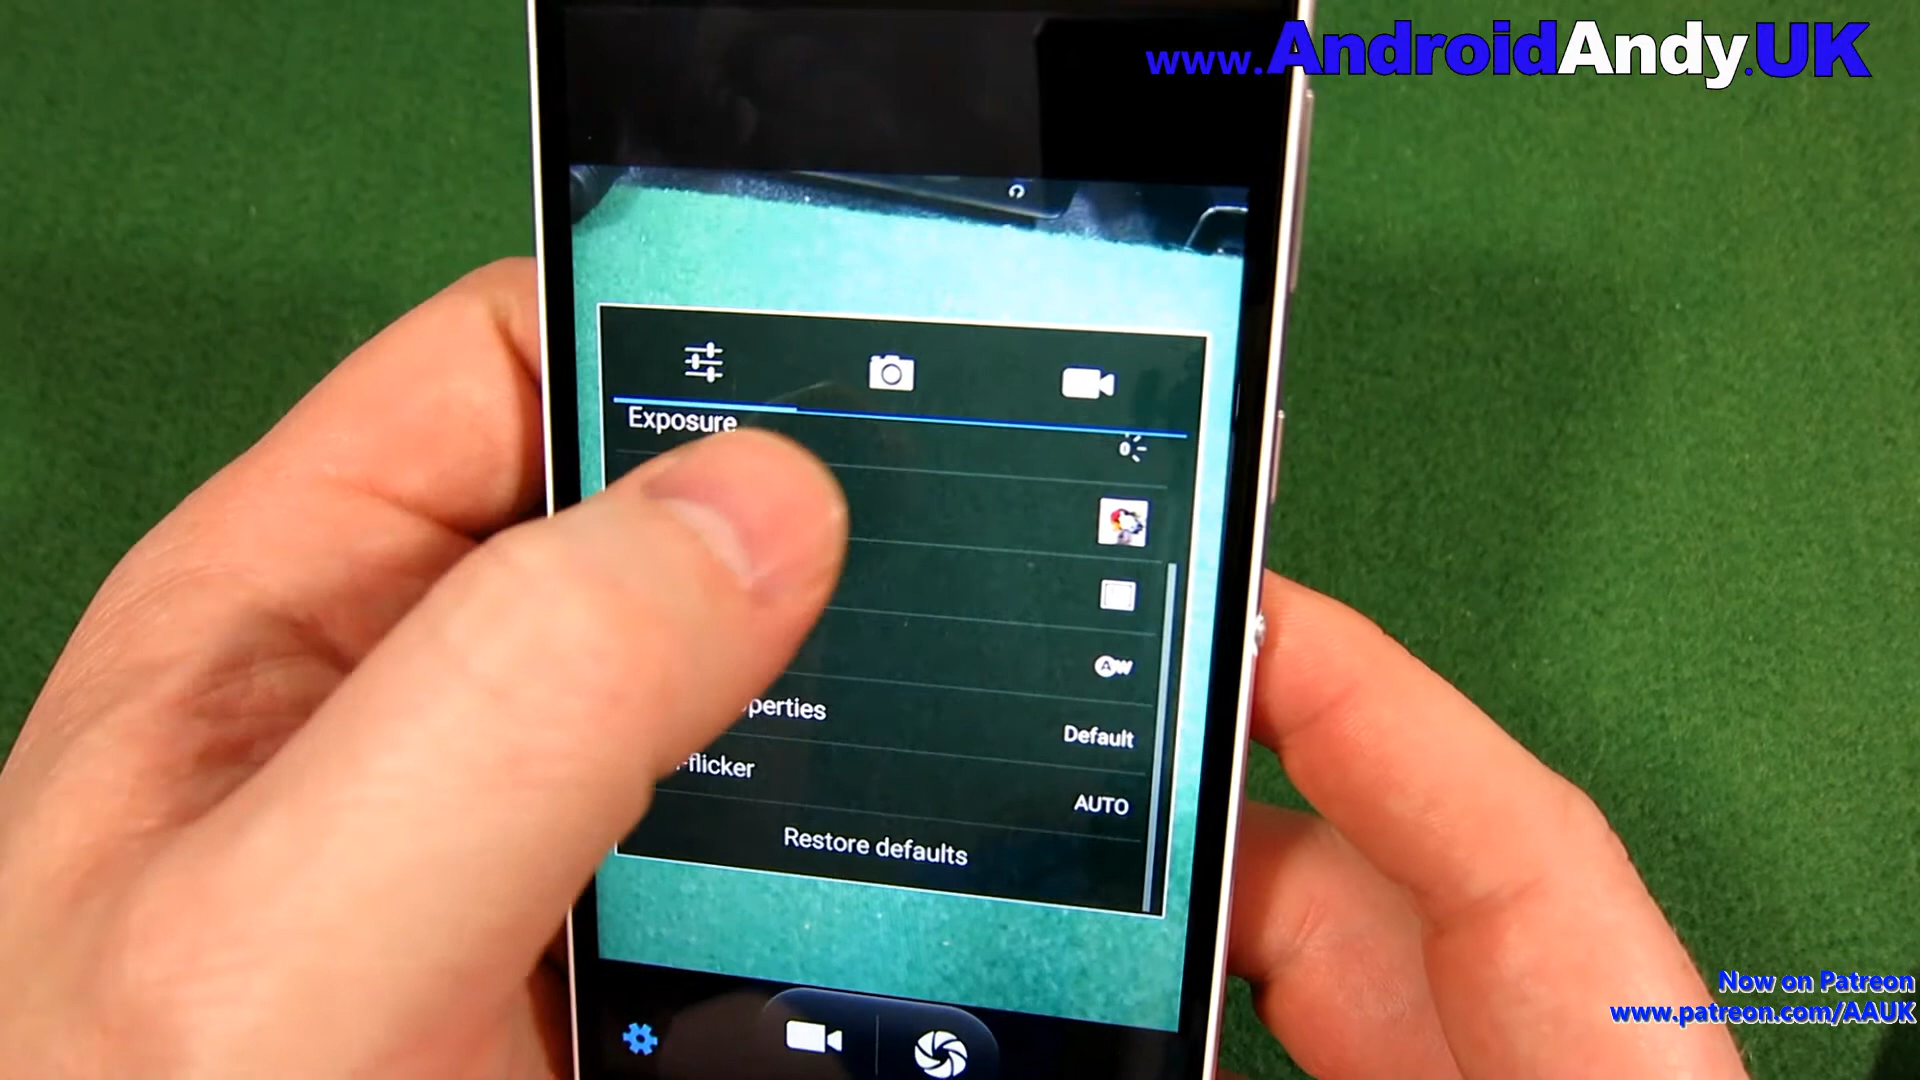 www.AndroidAndy.UK
Exposure
perties
Default
-flicker
AUTO
Restore defaults
Now on Patreon
www.patreon.com/AAUK